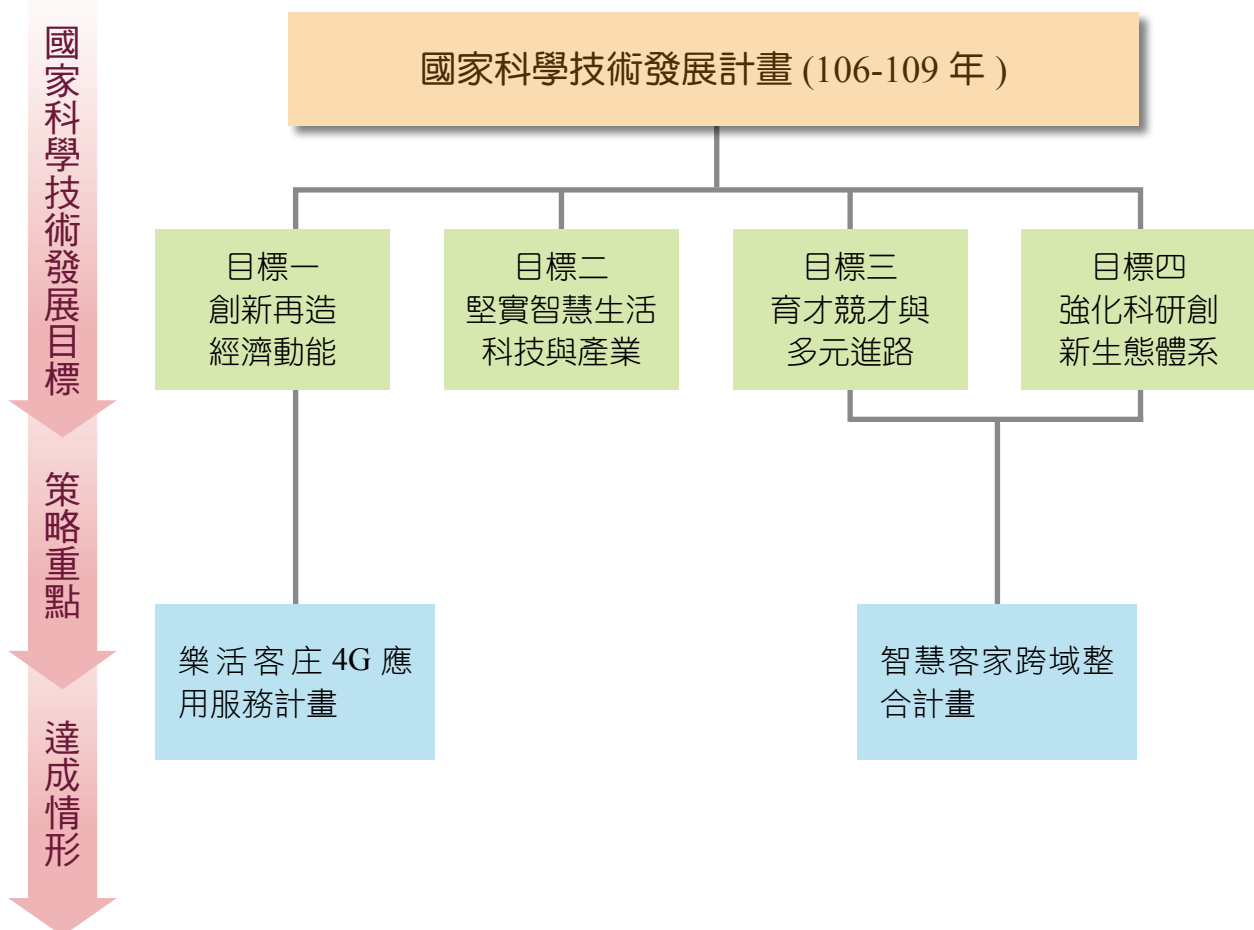 國家科學技術發展目標
策略重點
達成情形
國家科學技術發展計畫 (106-109 年 )
目標一
創新再造
經濟動能
目標二
堅實智慧生活
科技與產業
目標三
育才競才與
多元進路
目標四
強化科研創
新生態體系
樂活客庄 4G 應
用服務計畫
智慧客家跨域整
合計畫